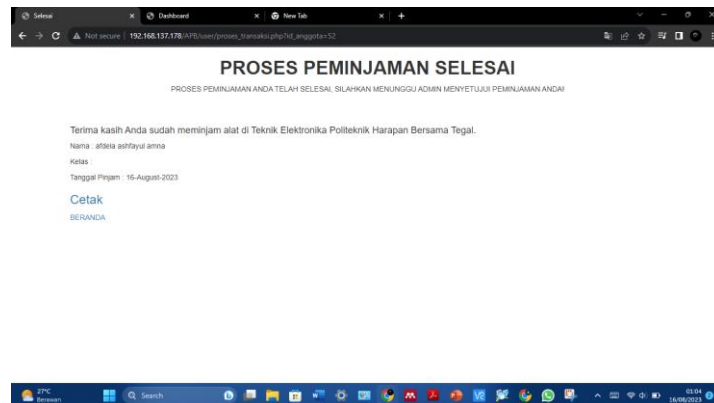 Selesai
Dashboard
New Tab
Not secure | 192.168.137.178/APB/user/proses_transaksi.php?id_anggota=52
PROSES PEMINJAMAN SELESAI
PROSES PEMINJAMAN ANDA TELAH SELESAI, SILAHKAN MENUNGGU ADMIN MENYETUJUI PEMINJAMAN ANDA!
Terima kasih Anda sudah meminjam alat di Teknik Elektronika Politeknik Harapan Bersama Tegal.
Nama : afdela ashfayul amna
Kelas :
Tanggal Pinjam : 16-August-2023
Cetak
BERANDA
27°C
Berawan
Search
01:04
16/08/2023